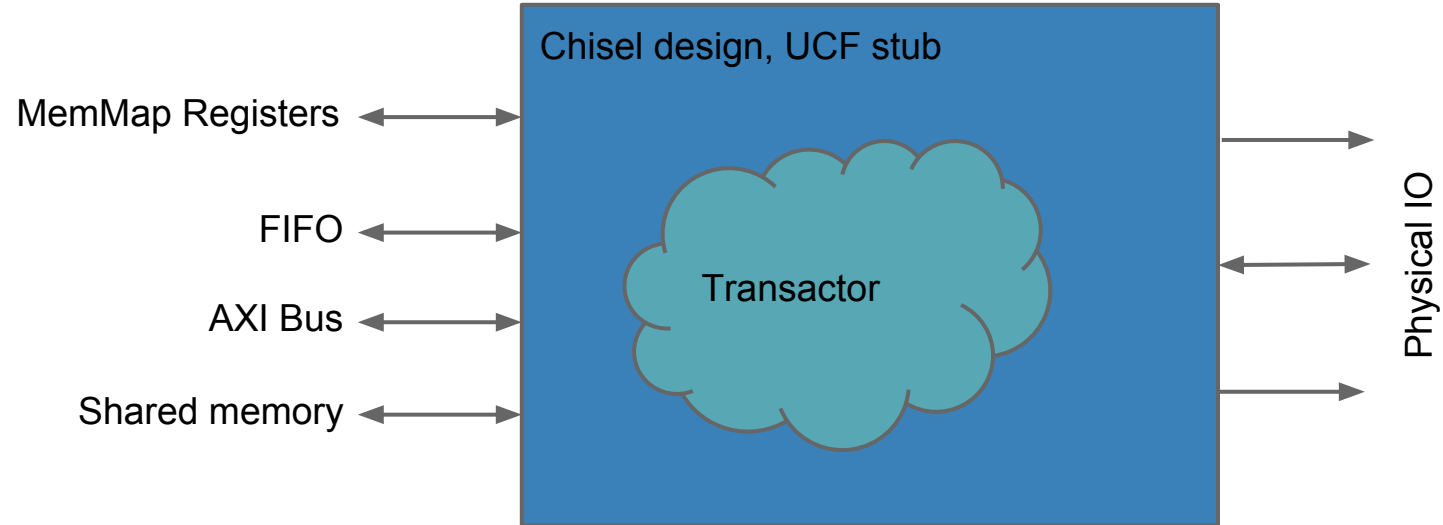 Chisel design, UCF stub
MemMap Registers
FIFO
AXI Bus
Shared memory
Transactor
Physical IO